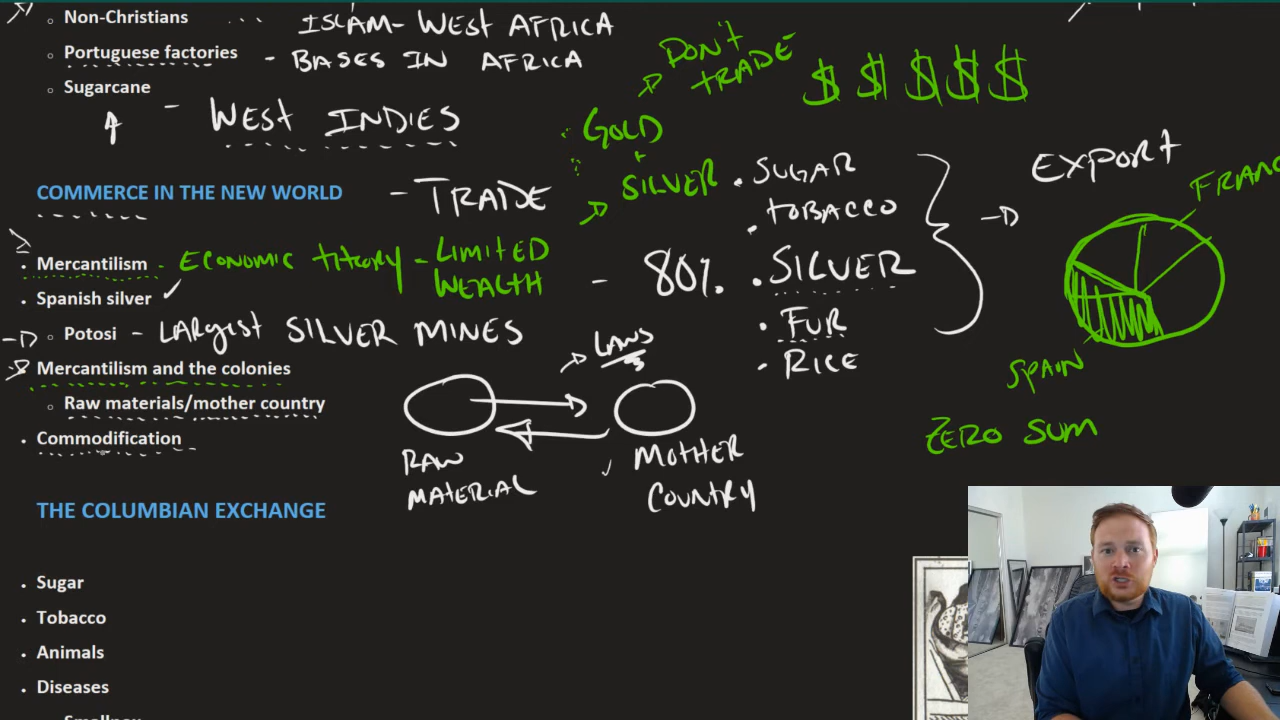 Non-Christians ... ISLAM- WEST AFRICA
Portuguese factories - BASES IN AFRICA
Sugarcane - WEST INDIES
DON'T
TRADE
$ $ $ $ $
GOLD
+
SILVER
COMMERCE IN THE NEW WORLD - TRADE
Mercantilism - ECONOMIC THEORY - LIMITED
WEALTH
Spanish silver
Potosi - LARGEST SILVER MINES
- 80%
• SUGAR
• TOBACCO
• SILVER
• FUR
• RICE
EXPORT
FRANC
SPAIN
ZERO SUM
Mercantilism and the colonies
Raw materials/mother country
Commodification
LAWS
RAW
MATERIAL
MOTHER
COUNTRY
THE COLUMBIAN EXCHANGE
Sugar
Tobacco
Animals
Diseases